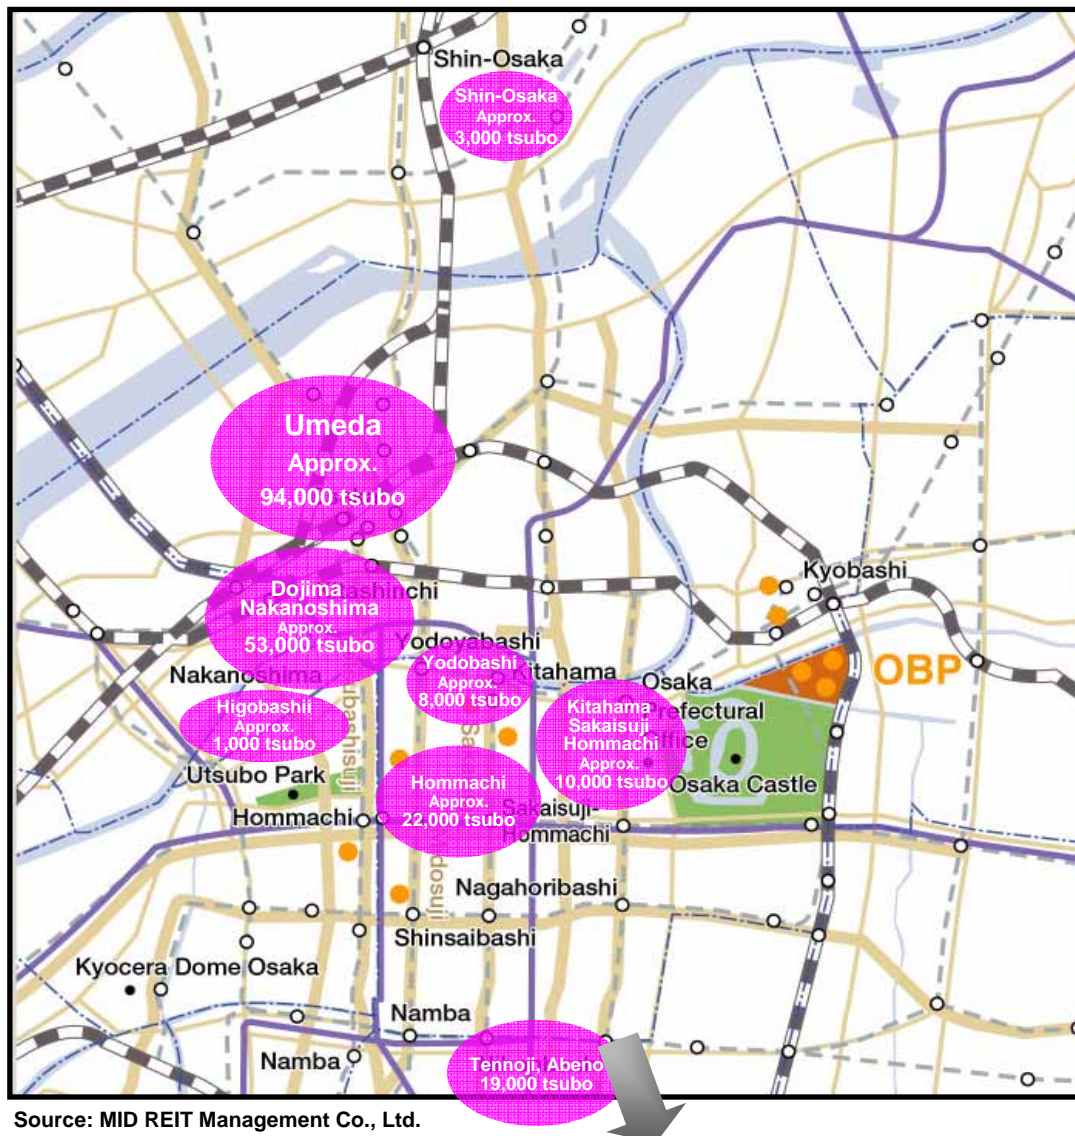 Shin-Osaka
Shin-Osaka
Approx.
3,000 tsubo
Umeda
Approx.
94,000 tsubo
Kyobashi
Dojima
Nakanoshima
Approx.
53,000 tsubo
Yodoyabashi
Nakanoshima
Yodobashi
Approx.
8,000 tsubo
Kitahama
OBP
Osaka
Prefectural
Office
Higobashii
Approx.
1,000 tsubo
Kitahama
Sakaisuji
Hommachi
Approx.
10,000 tsubo
Utsubo Park
Osaka Castle
Hommachi
Approx.
22,000 tsubo
Hommachi
Sakaisuji-
Hommachi
Nagahoribashi
Shinsaibashi
Kyocera Dome Osaka
Namba
Namba
Tennoji, Abeno
19,000 tsubo
Source: MID REIT Management Co., Ltd.